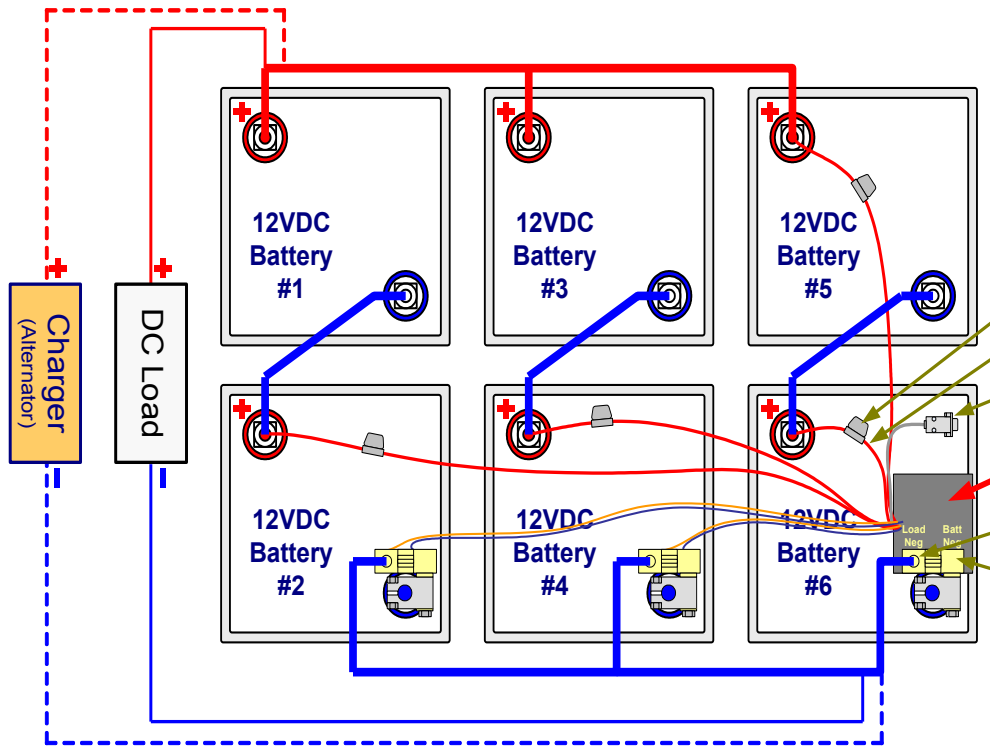 12VDC
Battery
#1
12VDC
Battery
#3
12VDC
Battery
#5
Charger
(Alternator)
DC Load
12VDC
Battery
#2
12VDC
Battery
#4
12VDC
Battery
#6
Load
Neg
Batt
Neg